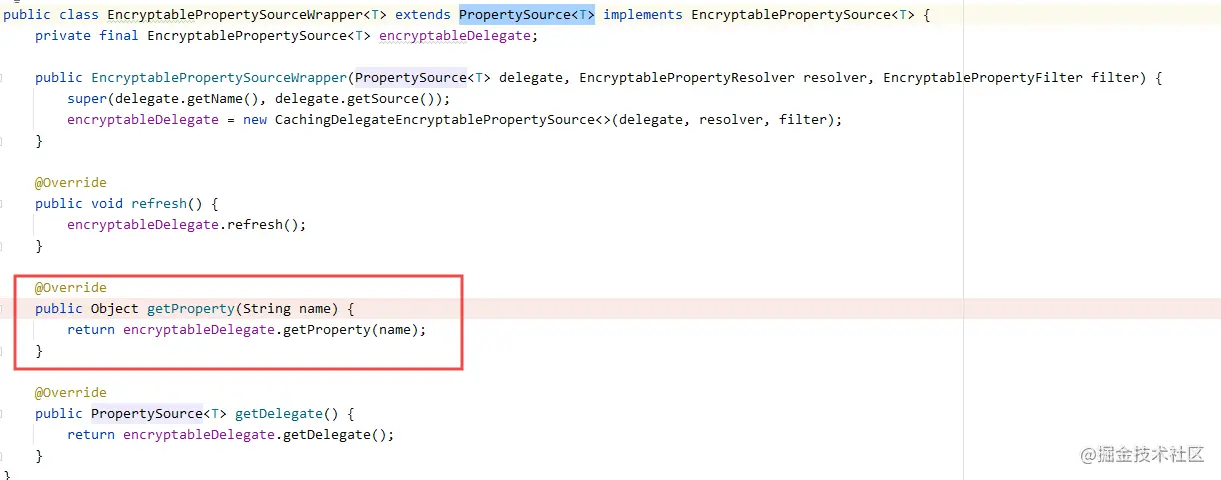 public class EncryptablePropertySourceWrapper<T> extends PropertySource<T> implements EncryptablePropertySource<T> {
    private final EncryptablePropertySource<T> encryptableDelegate;
    public EncryptablePropertySourceWrapper(PropertySource<T> delegate, EncryptablePropertyResolver resolver, EncryptablePropertyFilter filter) {
        super(delegate.getName(), delegate.getSource());
        encryptableDelegate = new CachingDelegateEncryptablePropertySource<>(delegate, resolver, filter);
    }
    @Override
    public void refresh() {
        encryptableDelegate.refresh();
    }
    @Override
    public Object getProperty(String name) {
        return encryptableDelegate.getProperty(name);
    }
    @Override
    public PropertySource<T> getDelegate() {
        return encryptableDelegate.getDelegate();
    }
}
@掘金技术社区